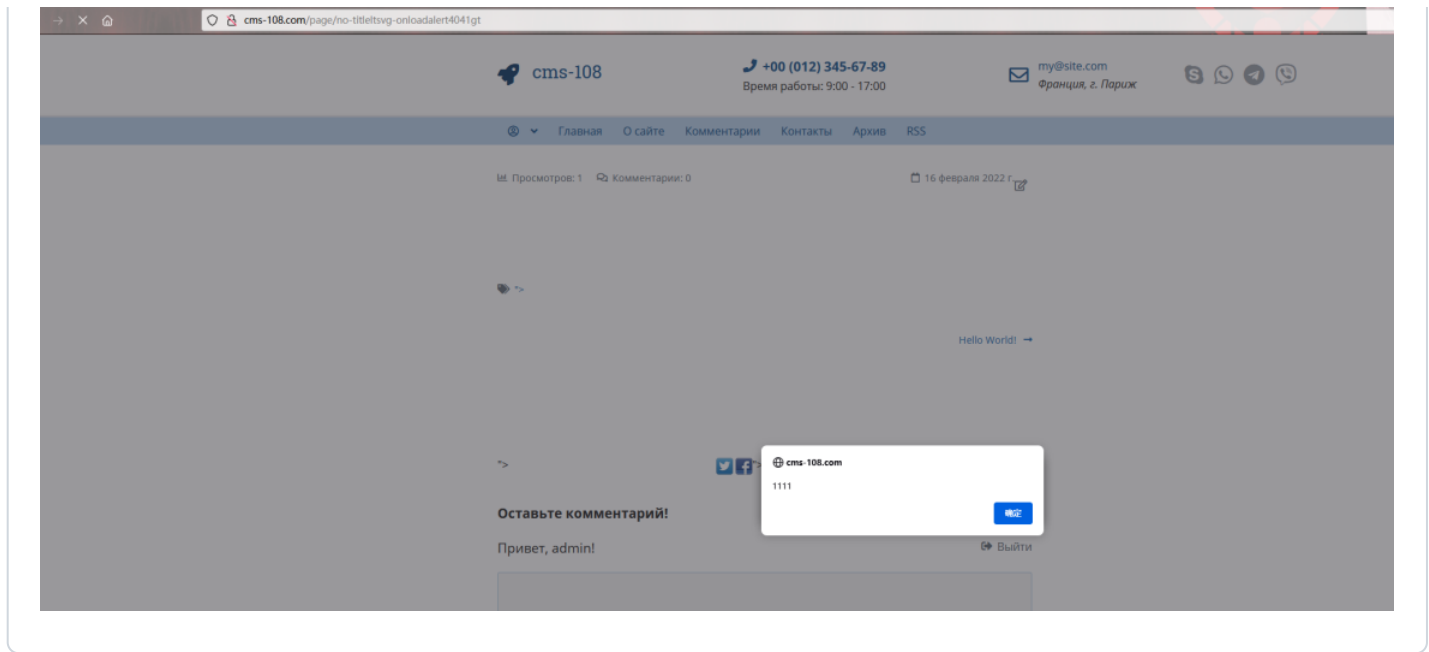 cms-108.com/page/no-titleltsvg-onloadalert4041gt
cms-108
+00 (012) 345-67-89
Время работы: 9:00 - 17:00
my@site.com
Франция, г. Париж
Главная О сайте Комментарии Контакты Архив RSS
Просмотров: 1 Комментарии: 0
16 февраля 2022 г.
">
Hello World! →
">
">
cms-108.com
1111
确定
Оставьте комментарий!
Привет, admin!
Выйти